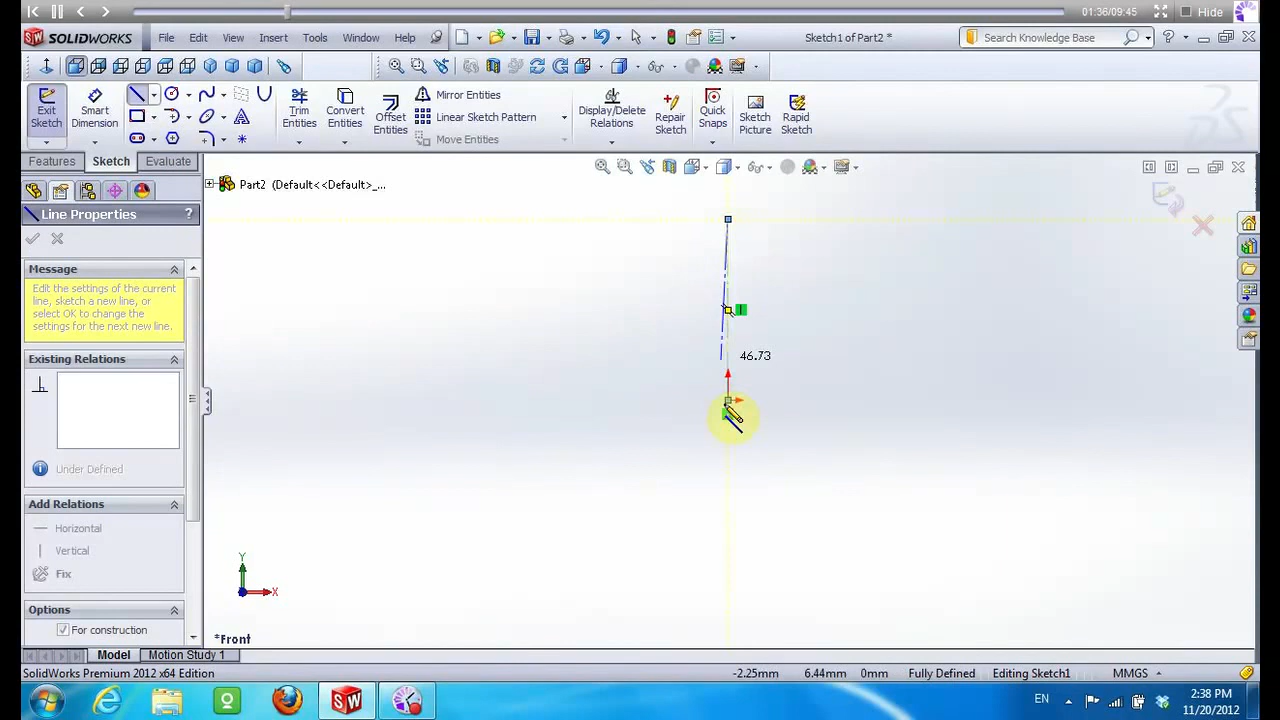 01:36/09:45 Hide
SOLIDWORKS File Edit View Insert Tools Window Help Sketch1 of Part2 * Search Knowledge Base
Exit Sketch
Smart Dimension
Trim Entities
Convert Entities
Offset Entities
Mirror Entities
Linear Sketch Pattern
Move Entities
Display/Delete Relations
Repair Sketch
Quick Snaps
Sketch Picture
Rapid Sketch
Features Sketch Evaluate
Part2 (Default<<Default>_...
Line Properties ?
Message
Edit the settings of the current
line, sketch a new line, or
select OK to change the
settings for the next new line.
Existing Relations
Under Defined
Add Relations
Horizontal
Vertical
Fix
Options
For construction
46.73
Y
X
*Front
Model Motion Study 1
SolidWorks Premium 2012 x64 Edition -2.25mm 6.44mm 0mm Fully Defined Editing Sketch1 MMGS
EN 2:38 PM
11/20/2012